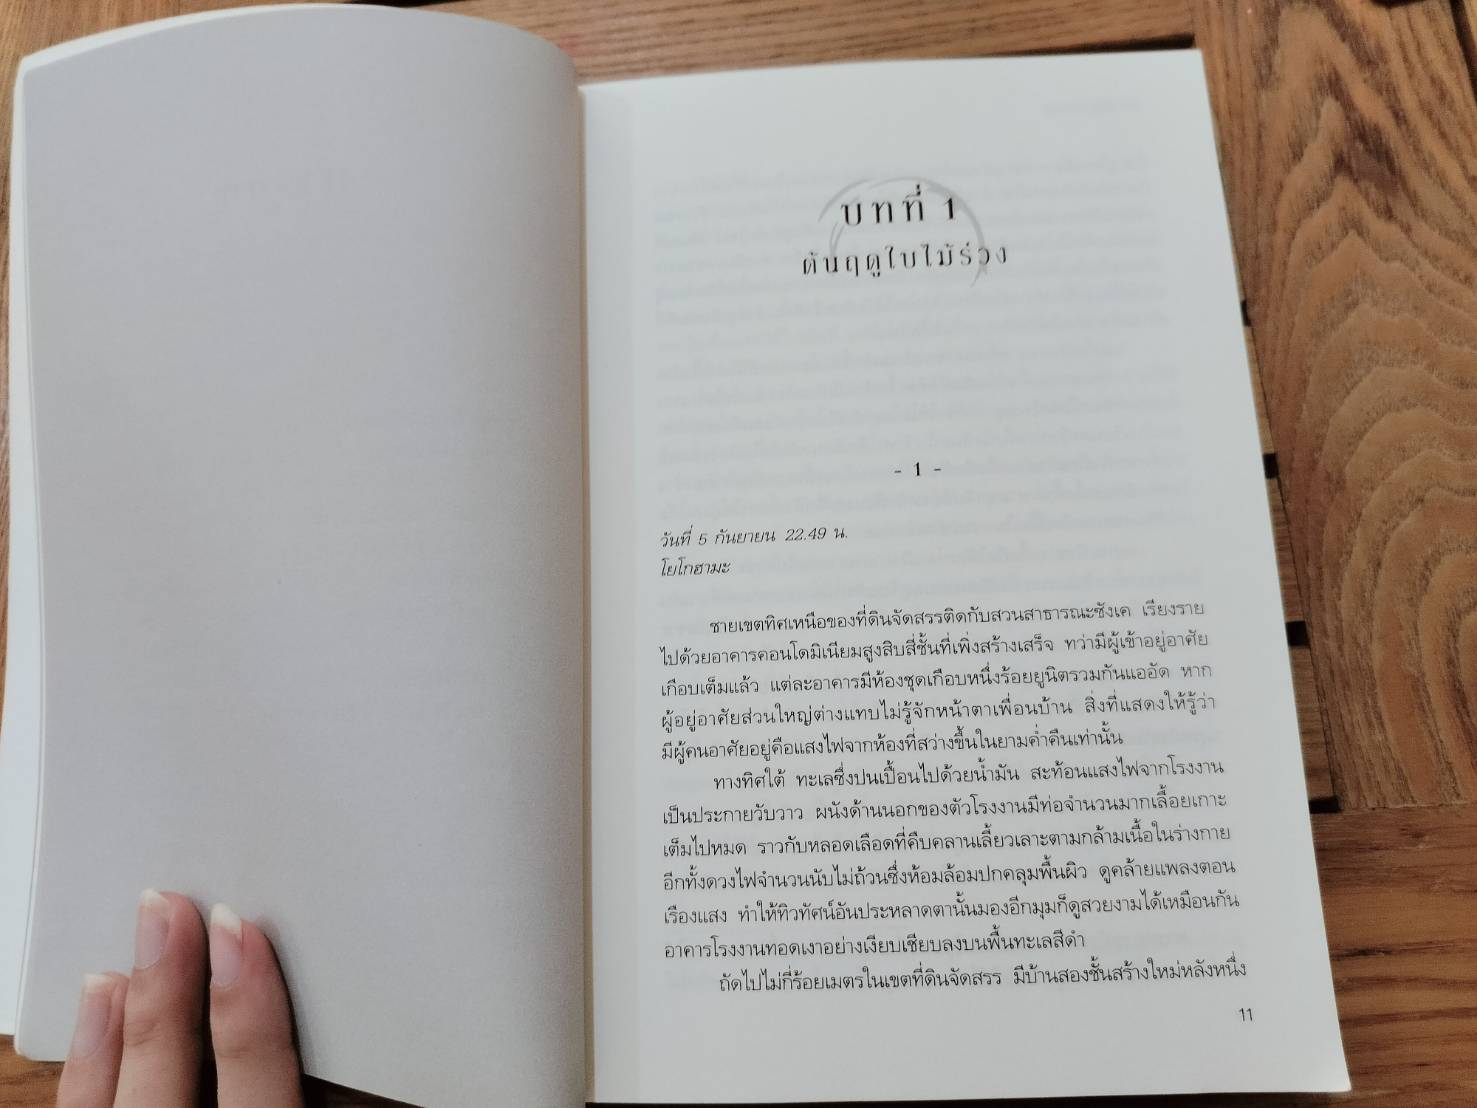 บทที่ 1
ต้นฤดูใบไม้ร่วง
- 1 -
วันที่ 5 กันยายน 22.49 น.
โยโกฮามะ
ชายเขตทิศเหนือของที่ดินจัดสรรติดกับสวนสาธารณะซังเค เรียงราย
ไปด้วยอาคารคอนโดมิเนียมสูงสิบสี่ชั้นที่เพิ่งสร้างเสร็จ ทว่ามีผู้เข้าอยู่อาศัย
เกือบเต็มแล้ว แต่ละอาคารมีห้องชุดเกือบหนึ่งร้อยยูนิตรวมกันแออัด หาก
ผู้อยู่อาศัยส่วนใหญ่ต่างแทบไม่รู้จักหน้าตาเพื่อนบ้าน สิ่งที่แสดงให้รู้ว่า
มีผู้คนอาศัยอยู่คือแสงไฟจากห้องที่สว่างขึ้นในยามค่ำคืนเท่านั้น
ทางทิศใต้ ทะเลซึ่งปนเปื้อนไปด้วยน้ำมัน สะท้อนแสงไฟจากโรงงาน
เป็นประกายวับวาว ผนังด้านนอกของตัวโรงงานมีท่อจำนวนมากเลื้อยเกาะ
เต็มไปหมด ราวกับหลอดเลือดที่คืบคลานเลี้ยวเลาะตามกล้ามเนื้อในร่างกาย
อีกทั้งดวงไฟจำนวนนับไม่ถ้วนซึ่งห้อมล้อมปกคลุมพื้นผิว ดูคล้ายแพลงตอน
เรืองแสง ทำให้ทิวทัศน์อันประหลาดตานั้นมองอีกมุมก็ดูสวยงามได้เหมือนกัน
อาคารโรงงานทอดเงาอย่างเงียบเชียบลงบนพื้นทะเลสีดำ
ถัดไปไม่กี่ร้อยเมตรในเขตที่ดินจัดสรร มีบ้านสองชั้นสร้างใหม่หลังหนึ่ง
11